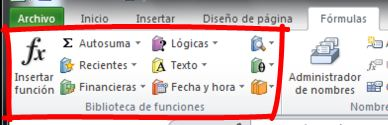 Archivo Inicio Insertar Diseño de página Fórmulas
fx Σ Autosuma Lógicas
Insertar función Recientes A Texto θ
Financieras Fecha y hora
Administrador de nombres
Biblioteca de funciones